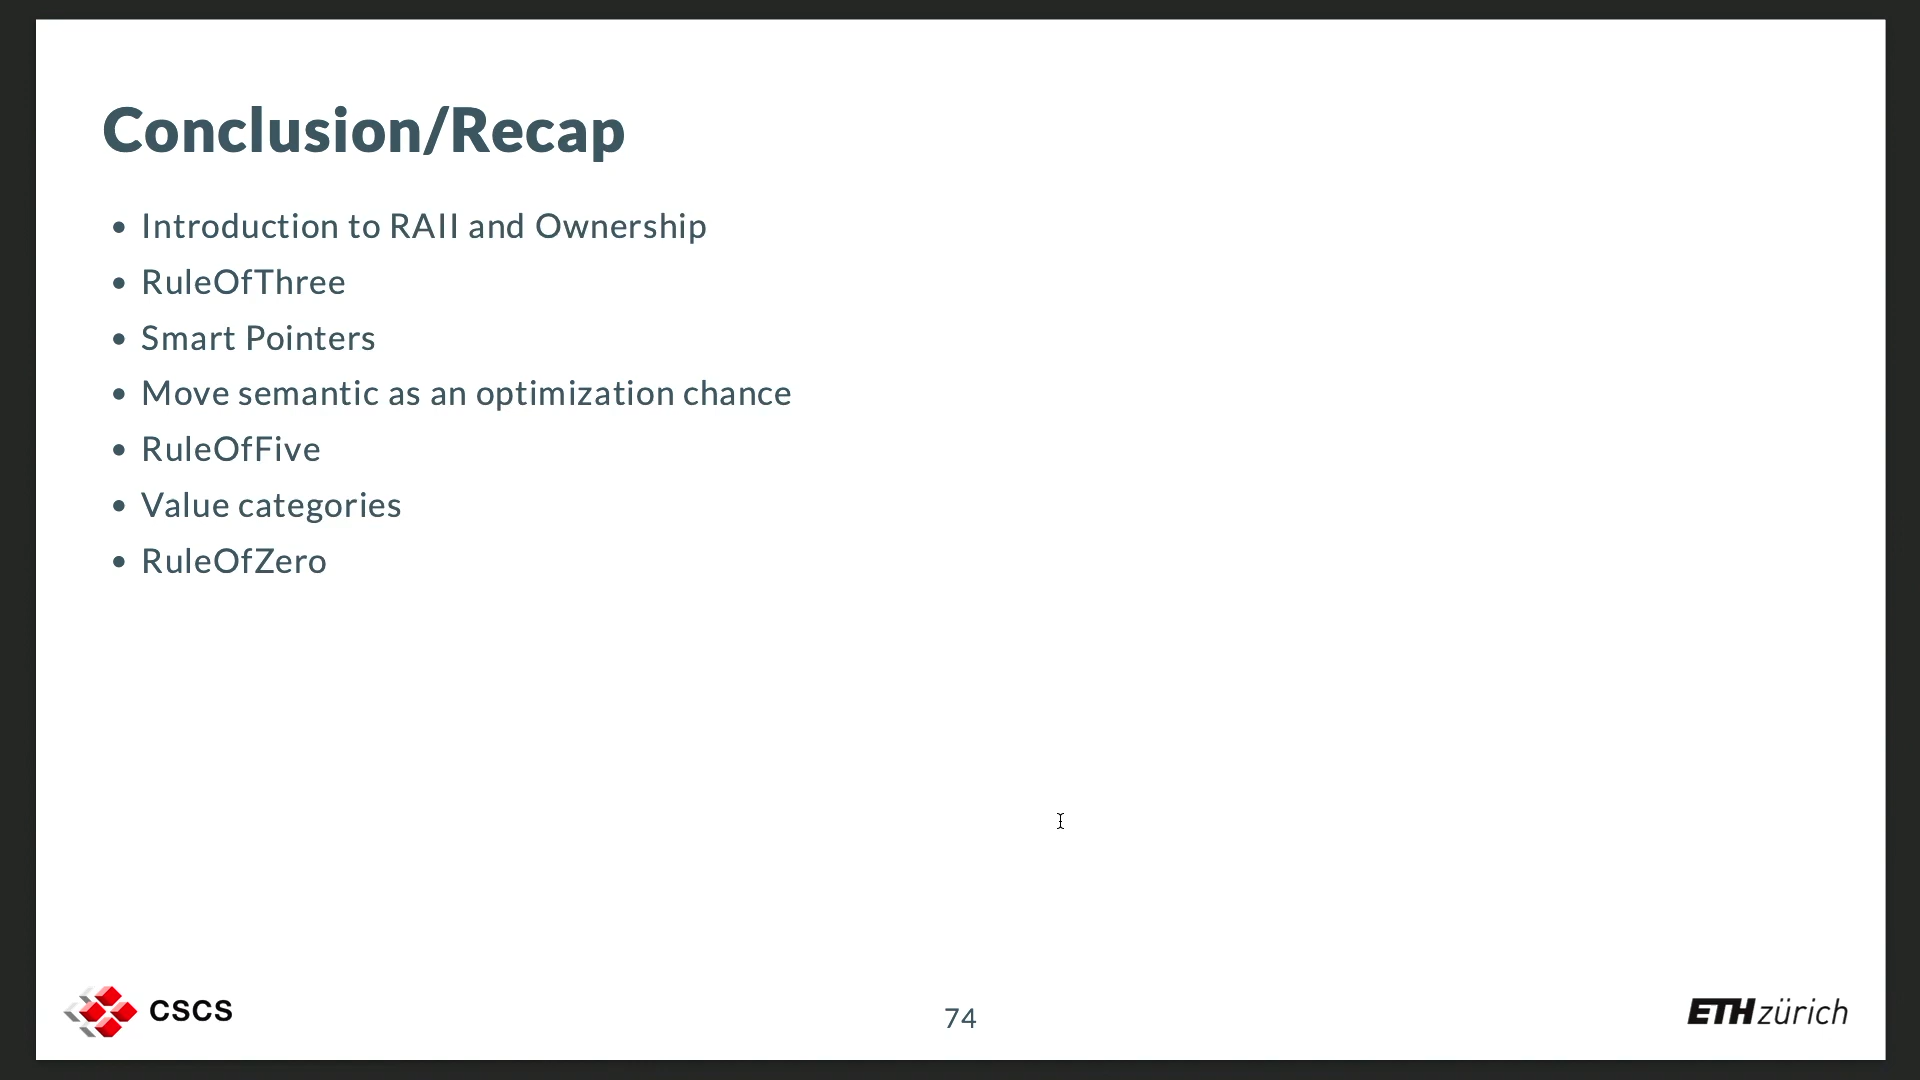 Conclusion/Recap
Introduction to RAII and Ownership
RuleOfThree
Smart Pointers
Move semantic as an optimization chance
RuleOfFive
Value categories
RuleOfZero
CSCS
74
ETH zürich